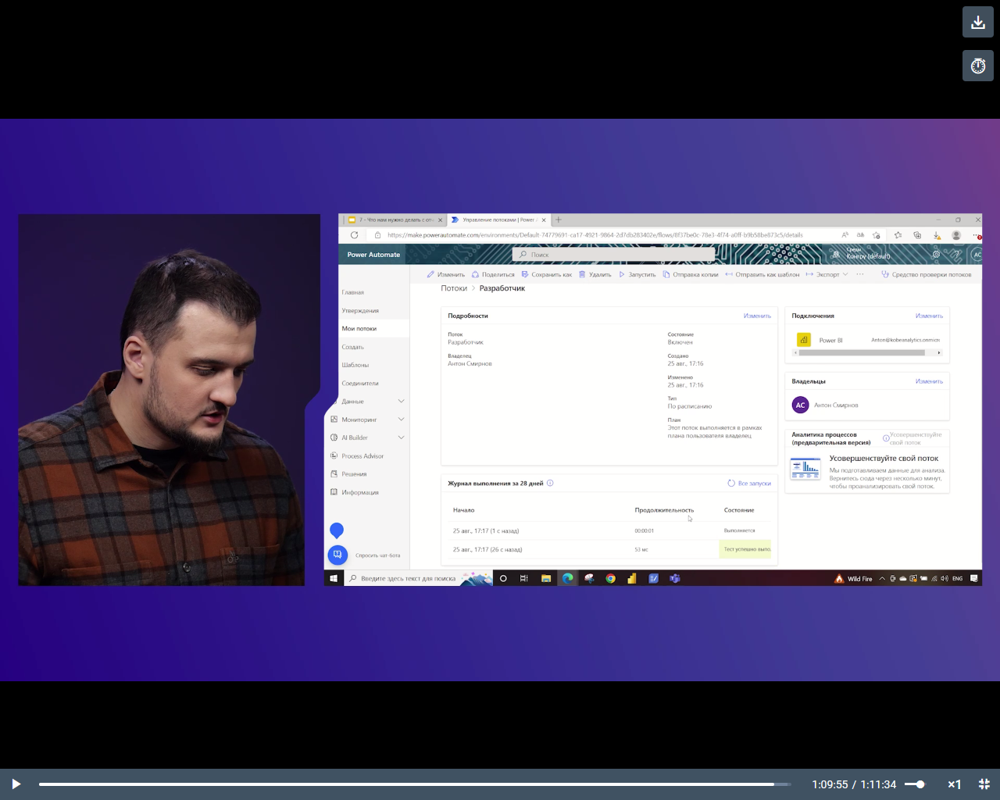 7 - Что нам нужно делать с отч
Управление потоками | Power
https://make.powerautomate.com/environments/Default-74779691-ca17-4921-9864-2d7db283402e/flows/8f37be0c-78e3-4f74-a0ff-b9b58be873c5/details
Power Automate
Поиск
Среды
Конгру (default)
AC
Изменить
Поделиться
Сохранить как
Удалить
Запустить
Отправка копии
Отправить как шаблон
Экспорт
Средство проверки потоков
Главная
Утверждения
Мои потоки
Создать
Шаблоны
Соединители
Данные
Мониторинг
AI Builder
Process Advisor
Решения
Информация
Спросить чат-бота
Потоки > Разработчик
Подробности
Изменить
Поток
Разработчик
Владелец
Антон Смирнов
Состояние
Включен
Создано
25 авг., 17:16
Изменено
25 авг., 17:16
Тип
По расписанию
План
Этот поток выполняется в рамках
плана пользователя владелец
Журнал выполнения за 28 дней
Все запуски
Начало Продолжительность Состояние
25 авг., 17:17 (1 с назад) 00:00:01 Выполняется
25 авг., 17:17 (26 с назад) 53 мс Тест успешно выпо.
Подключения
Изменить
Power BI
Anton@kobeanalytics.onmicr
Владельцы
Изменить
AC Антон Смирнов
Аналитика процессов
(предварительная версия)
Усовершенствуйте
свой поток
Усовершенствуйте свой поток
Мы подготавливаем данные для анализа.
Вернитесь сюда через несколько минут,
чтобы проанализировать свой поток.
Введите здесь текст для поиска
Wild Fire
ENG
1:09:55 / 1:11:34
×1